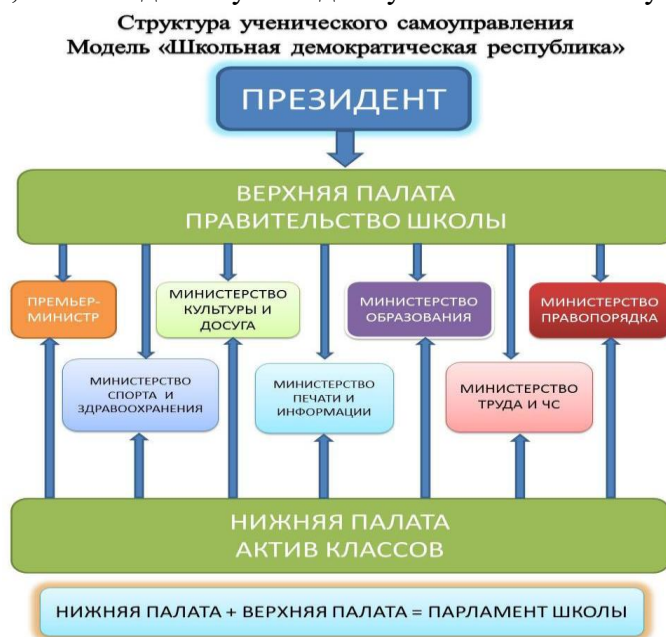 Структура ученического самоуправления
Модель «Школьная демократическая республика»
ПРЕЗИДЕНТ
ВЕРХНЯЯ ПАЛАТА
ПРАВИТЕЛЬСТВО ШКОЛЫ
ПРЕМЬЕР-
МИНИСТР
МИНИСТЕРСТВО
КУЛЬТУРЫ И
ДОСУГА
МИНИСТЕРСТВО
ОБРАЗОВАНИЯ
МИНИСТЕРСТВО
ПРАВОПОРЯДКА
МИНИСТЕРСТВО
СПОРТА И
ЗДРАВООХРАНЕНИЯ
МИНИСТЕРСТВО
ПЕЧАТИ И
ИНФОРМАЦИИ
МИНИСТЕРСТВО
ТРУДА И ЧС
НИЖНЯЯ ПАЛАТА
АКТИВ КЛАССОВ
НИЖНЯЯ ПАЛАТА + ВЕРХНЯЯ ПАЛАТА = ПАРЛАМЕНТ ШКОЛЫ